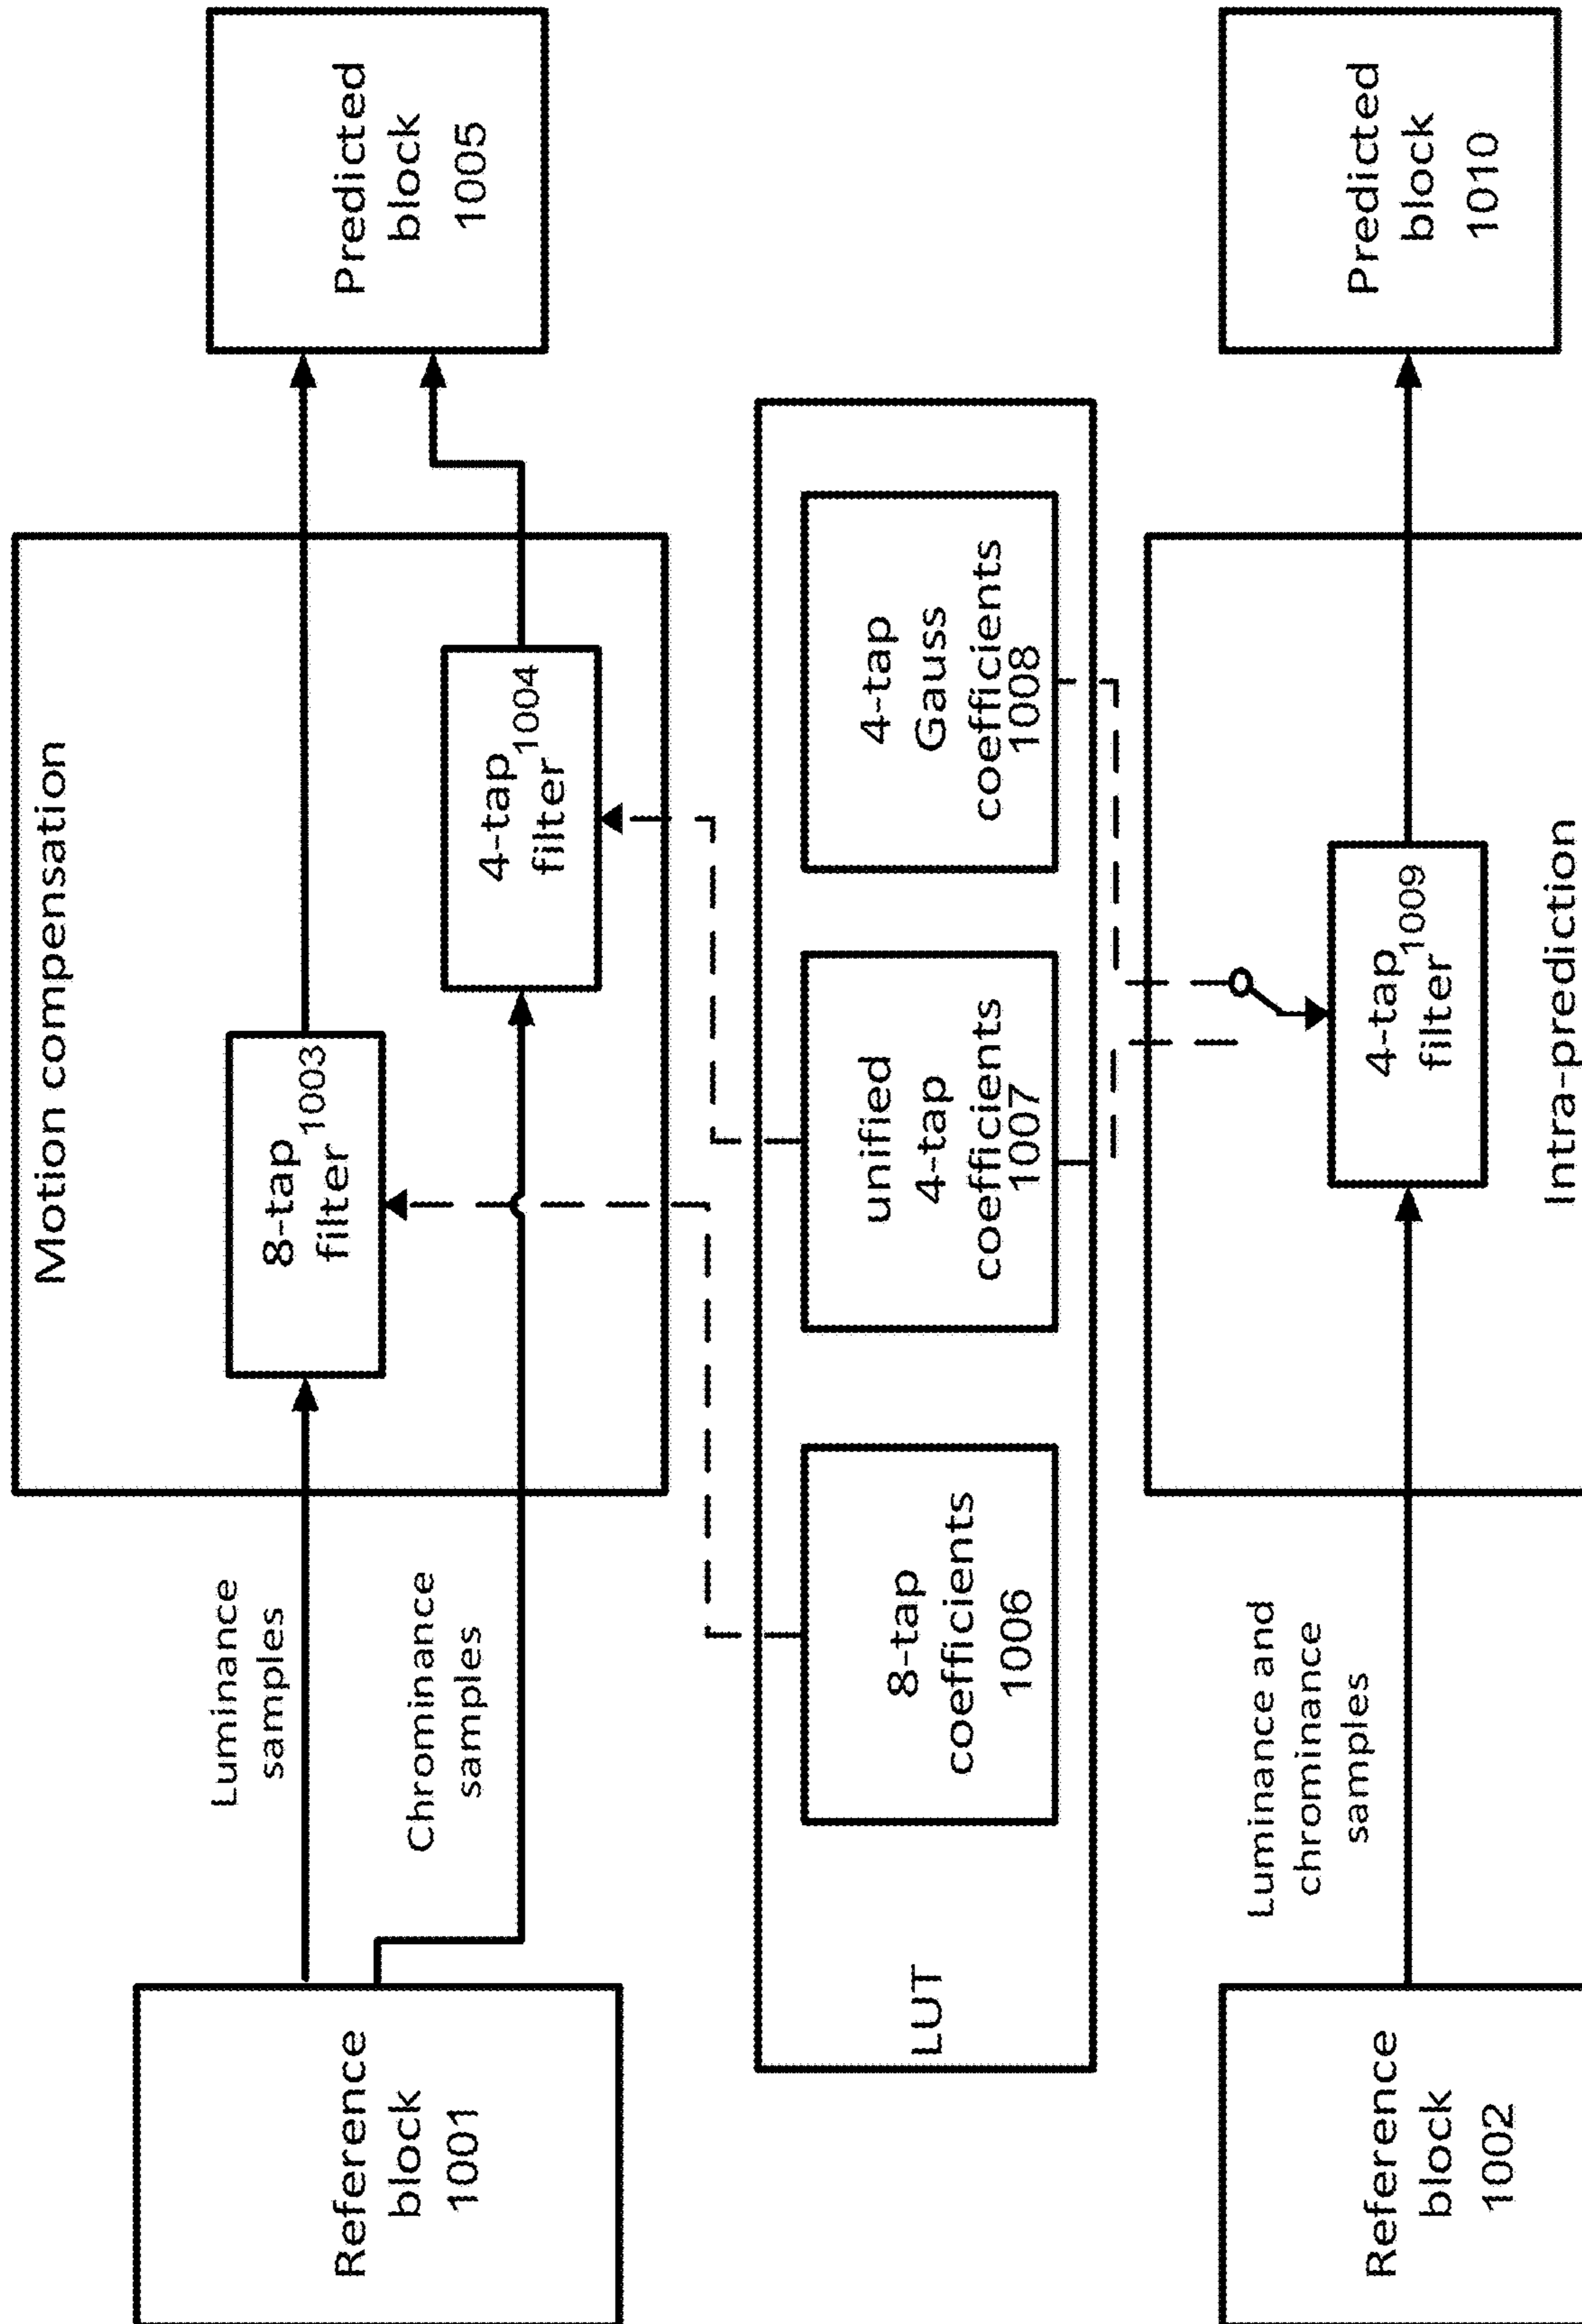 Motion compensation
Reference
block
1001
Luminance
samples
Chrominance
samples
8-tap
filter
1003
4-tap
filter
1004
Predicted
block
1005
LUT
8-tap
coefficients
1006
unified
4-tap
coefficients
1007
4-tap
Gauss
coefficients
1008
Reference
block
1002
Luminance and
chrominance
samples
4-tap
filter
1009
Predicted
block
1010
Intra-prediction